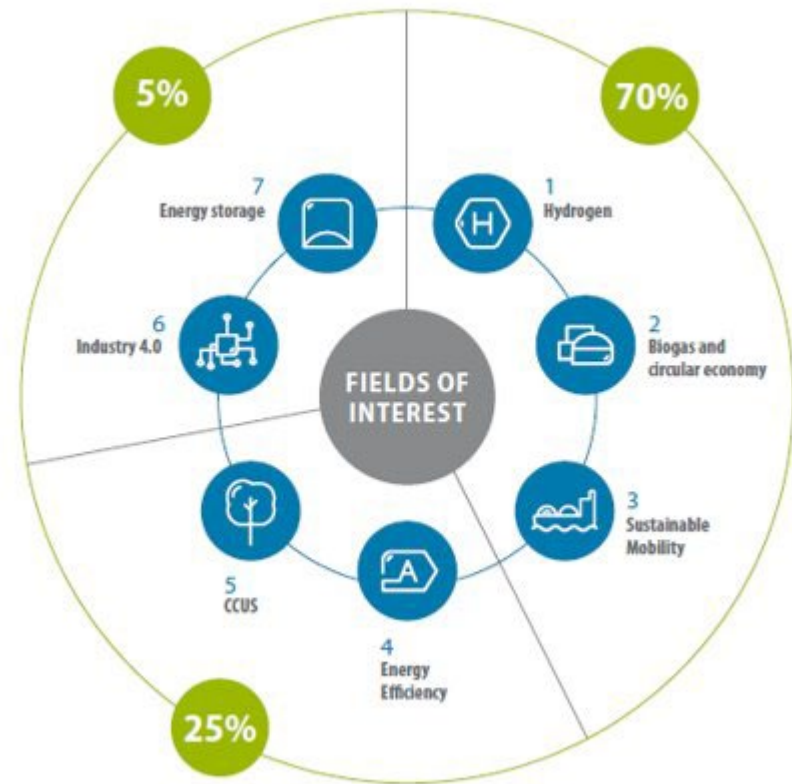 5%
70%
7
Energy storage
1
Hydrogen
H
6
Industry 4.0
2
Biogas and
circular economy
FIELDS OF
INTEREST
3
Sustainable
Mobility
A
5
CCUS
4
Energy
Efficiency
25%